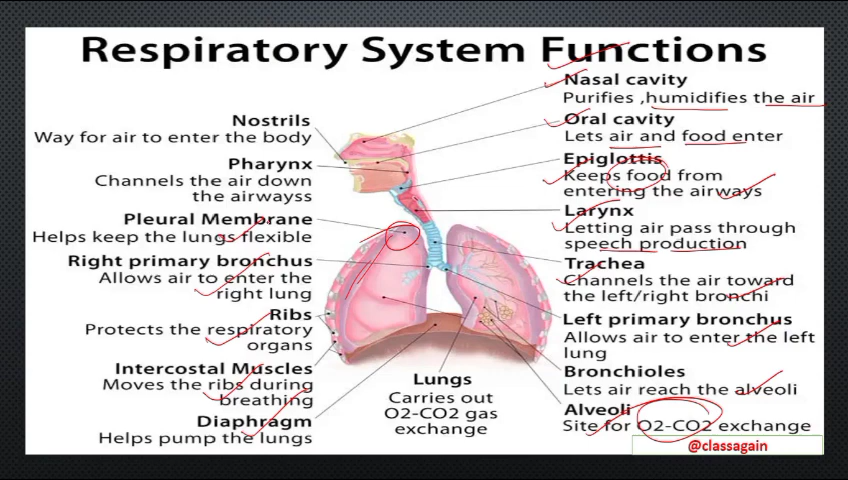 Respiratory System Functions
Nostrils
Way for air to enter the body
Pharynx
Channels the air down
the airwayss
Pleural Membrane
Helps keep the lungs flexible
Right primary bronchus
Allows air to enter the
right lung
Ribs
Protects the respiratory
organs
Intercostal Muscles
Moves the ribs during
breathing
Diaphragm
Helps pump the lungs
Lungs
Carries out
O2-CO2 gas
exchange
Nasal cavity
Purifies ,humidifies the air
Oral cavity
Lets air and food enter
Epiglottis
Keeps food from
entering the airways
Larynx
Letting air pass through
speech production
Trachea
Channels the air toward
the left/right bronchi
Left primary bronchus
Allows air to enter the left
lung
Bronchioles
Lets air reach the alveoli
Alveoli
Site for O2-CO2 exchange
@classagain